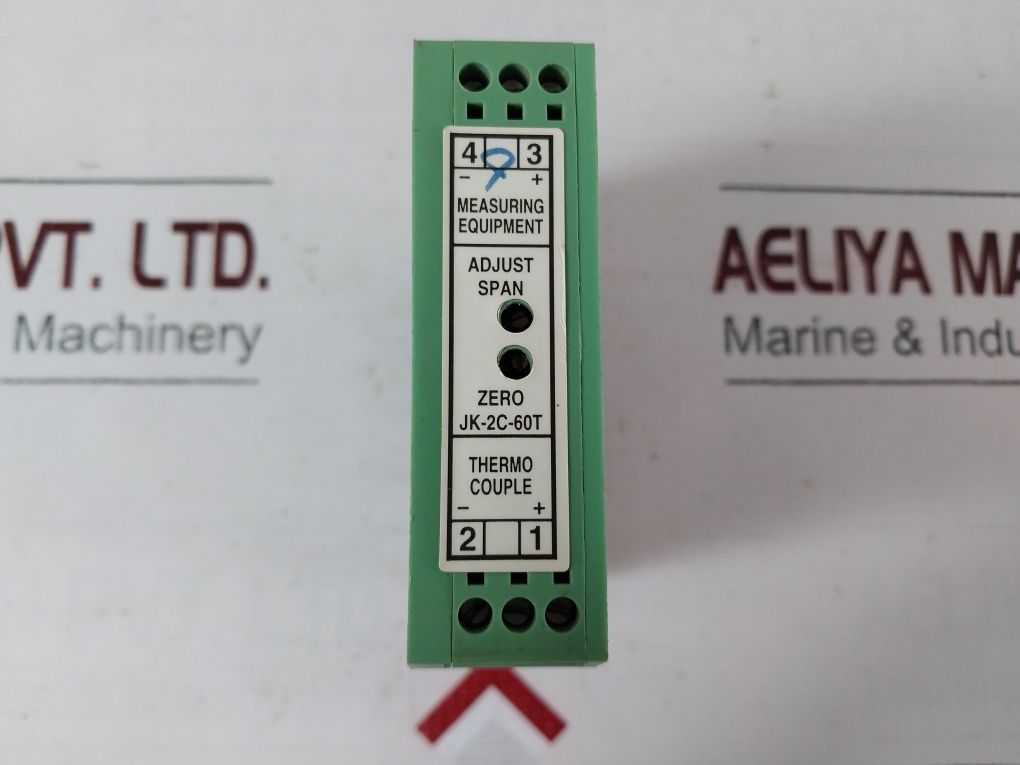 4 3
- +
MEASURING
EQUIPMENT
ADJUST
SPAN
ZERO
JK-2C-60T
THERMO
COUPLE
- +
2 1
PVT. LTD.
Machinery
AELIYA MA
Marine & Indu